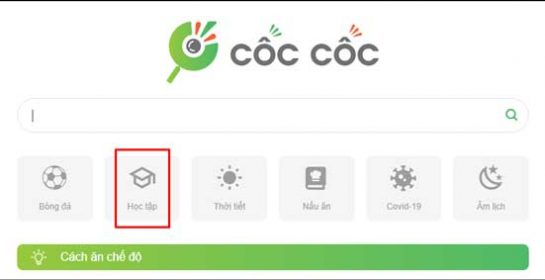 cốc cốc
Bóng đá
Học tập
Thời tiết
Nấu ăn
Covid-19
Âm lịch
Cách ăn chế độ